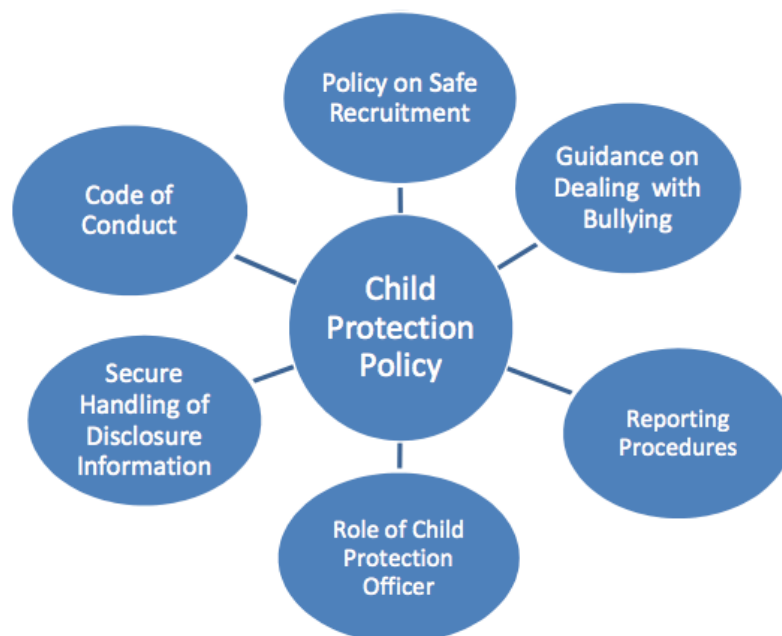 Policy on Safe
Recruitment
Guidance on
Dealing with
Bullying
Code of
Conduct
Child
Protection
Policy
Secure
Handling of
Disclosure
Information
Reporting
Procedures
Role of Child
Protection
Officer